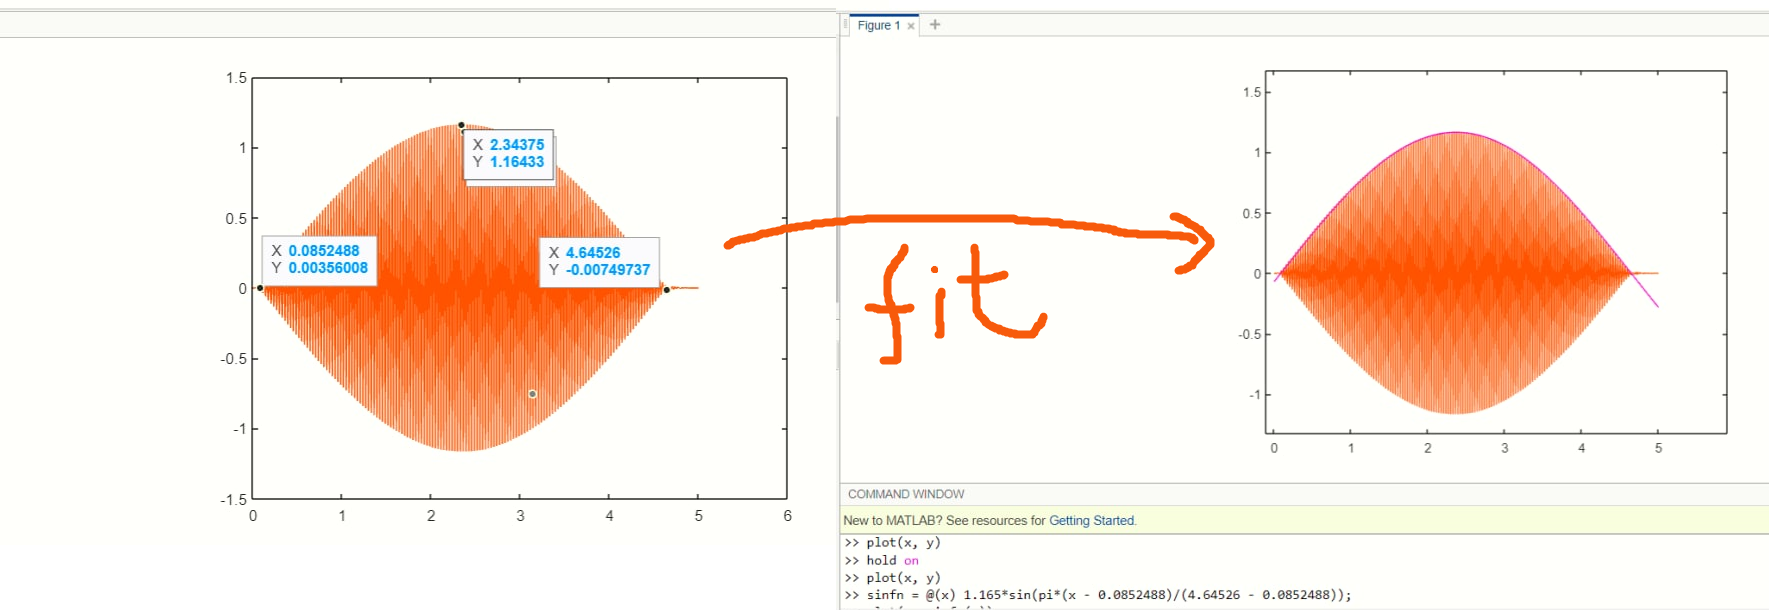 Figure 1 × +
1.5
1
0.5
0
-0.5
-1
-1.5
0 1 2 3 4 5 6
X 2.34375
Y 1.16433
X 0.0852488
Y 0.00356008
X 4.64526
Y -0.00749737
fit
1.5
1
0.5
0
-0.5
-1
0 1 2 3 4 5
COMMAND WINDOW
New to MATLAB? See resources for Getting Started.
>> plot(x, y)
>> hold on
>> plot(x, y)
>> sinfn = @(x) 1.165*sin(pi*(x - 0.0852488)/(4.64526 - 0.0852488));